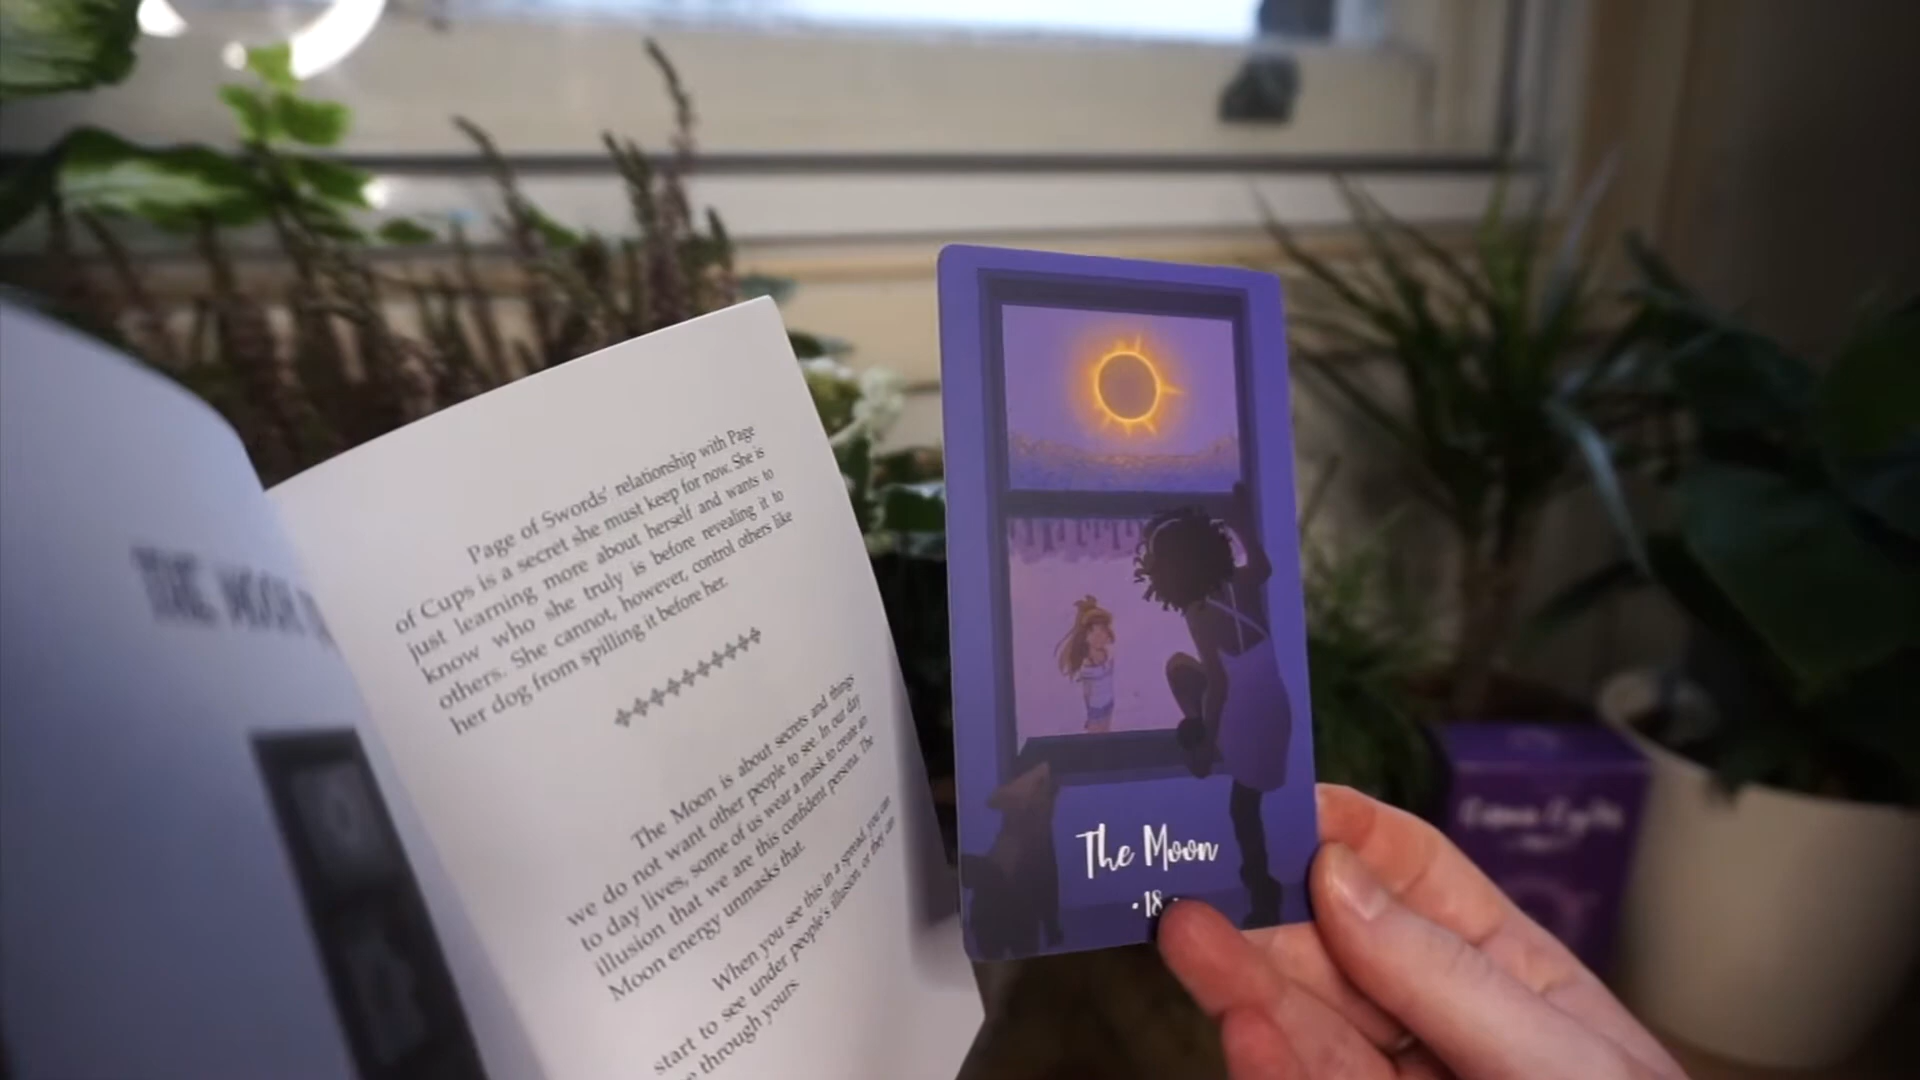 THE MOON
Page of Swords' relationship with Page
of Cups is a secret she must keep for now. She is
just learning more about herself and wants to
know who she truly is before revealing it to
others. She cannot, however, control others like
her dog from spilling it before her.
The Moon is about secrets and things
we do not want other people to see. In out day
to day lives, some of us wear a mask to create an
illusion that we are this confident persona. The
Moon energy unmasks that.
When you see this in a spread, you can
start to see under people's illusion or they can
through yours.
The Moon
·18